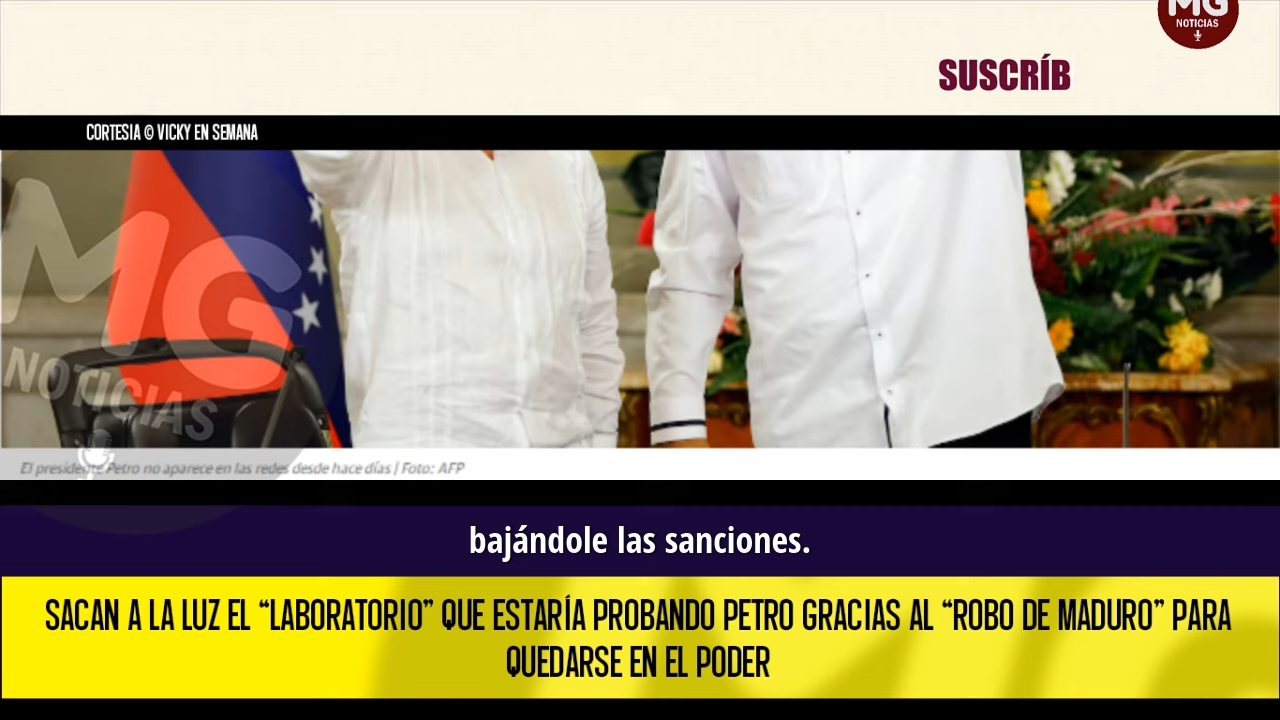 MG
NOTICIAS
SUSCRÍB
CORTESIA © VICKY EN SEMANA
MG
NOTICIAS
El presidente Petro no aparece en las redes desde hace días | Foto: AFP
bajándole las sanciones.
SACAN A LA LUZ EL “LABORATORIO” QUE ESTARÍA PROBANDO PETRO GRACIAS AL “ROBO DE MADURO” PARA
QUEDARSE EN EL PODER